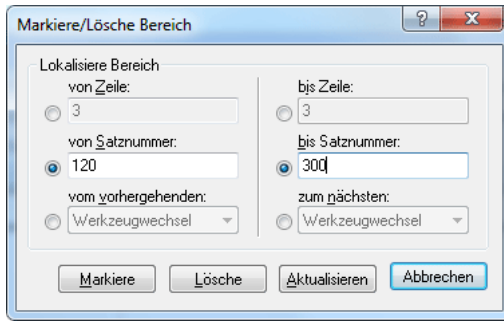 Markiere/Lösche Bereich
Lokalisiere Bereich
von Zeile:
3
bis Zeile:
3
von Satznummer:
120
bis Satznummer:
300
vom vorhergehenden:
Werkzeugwechsel
zum nächsten:
Werkzeugwechsel
Markiere Lösche Aktualisieren Abbrechen